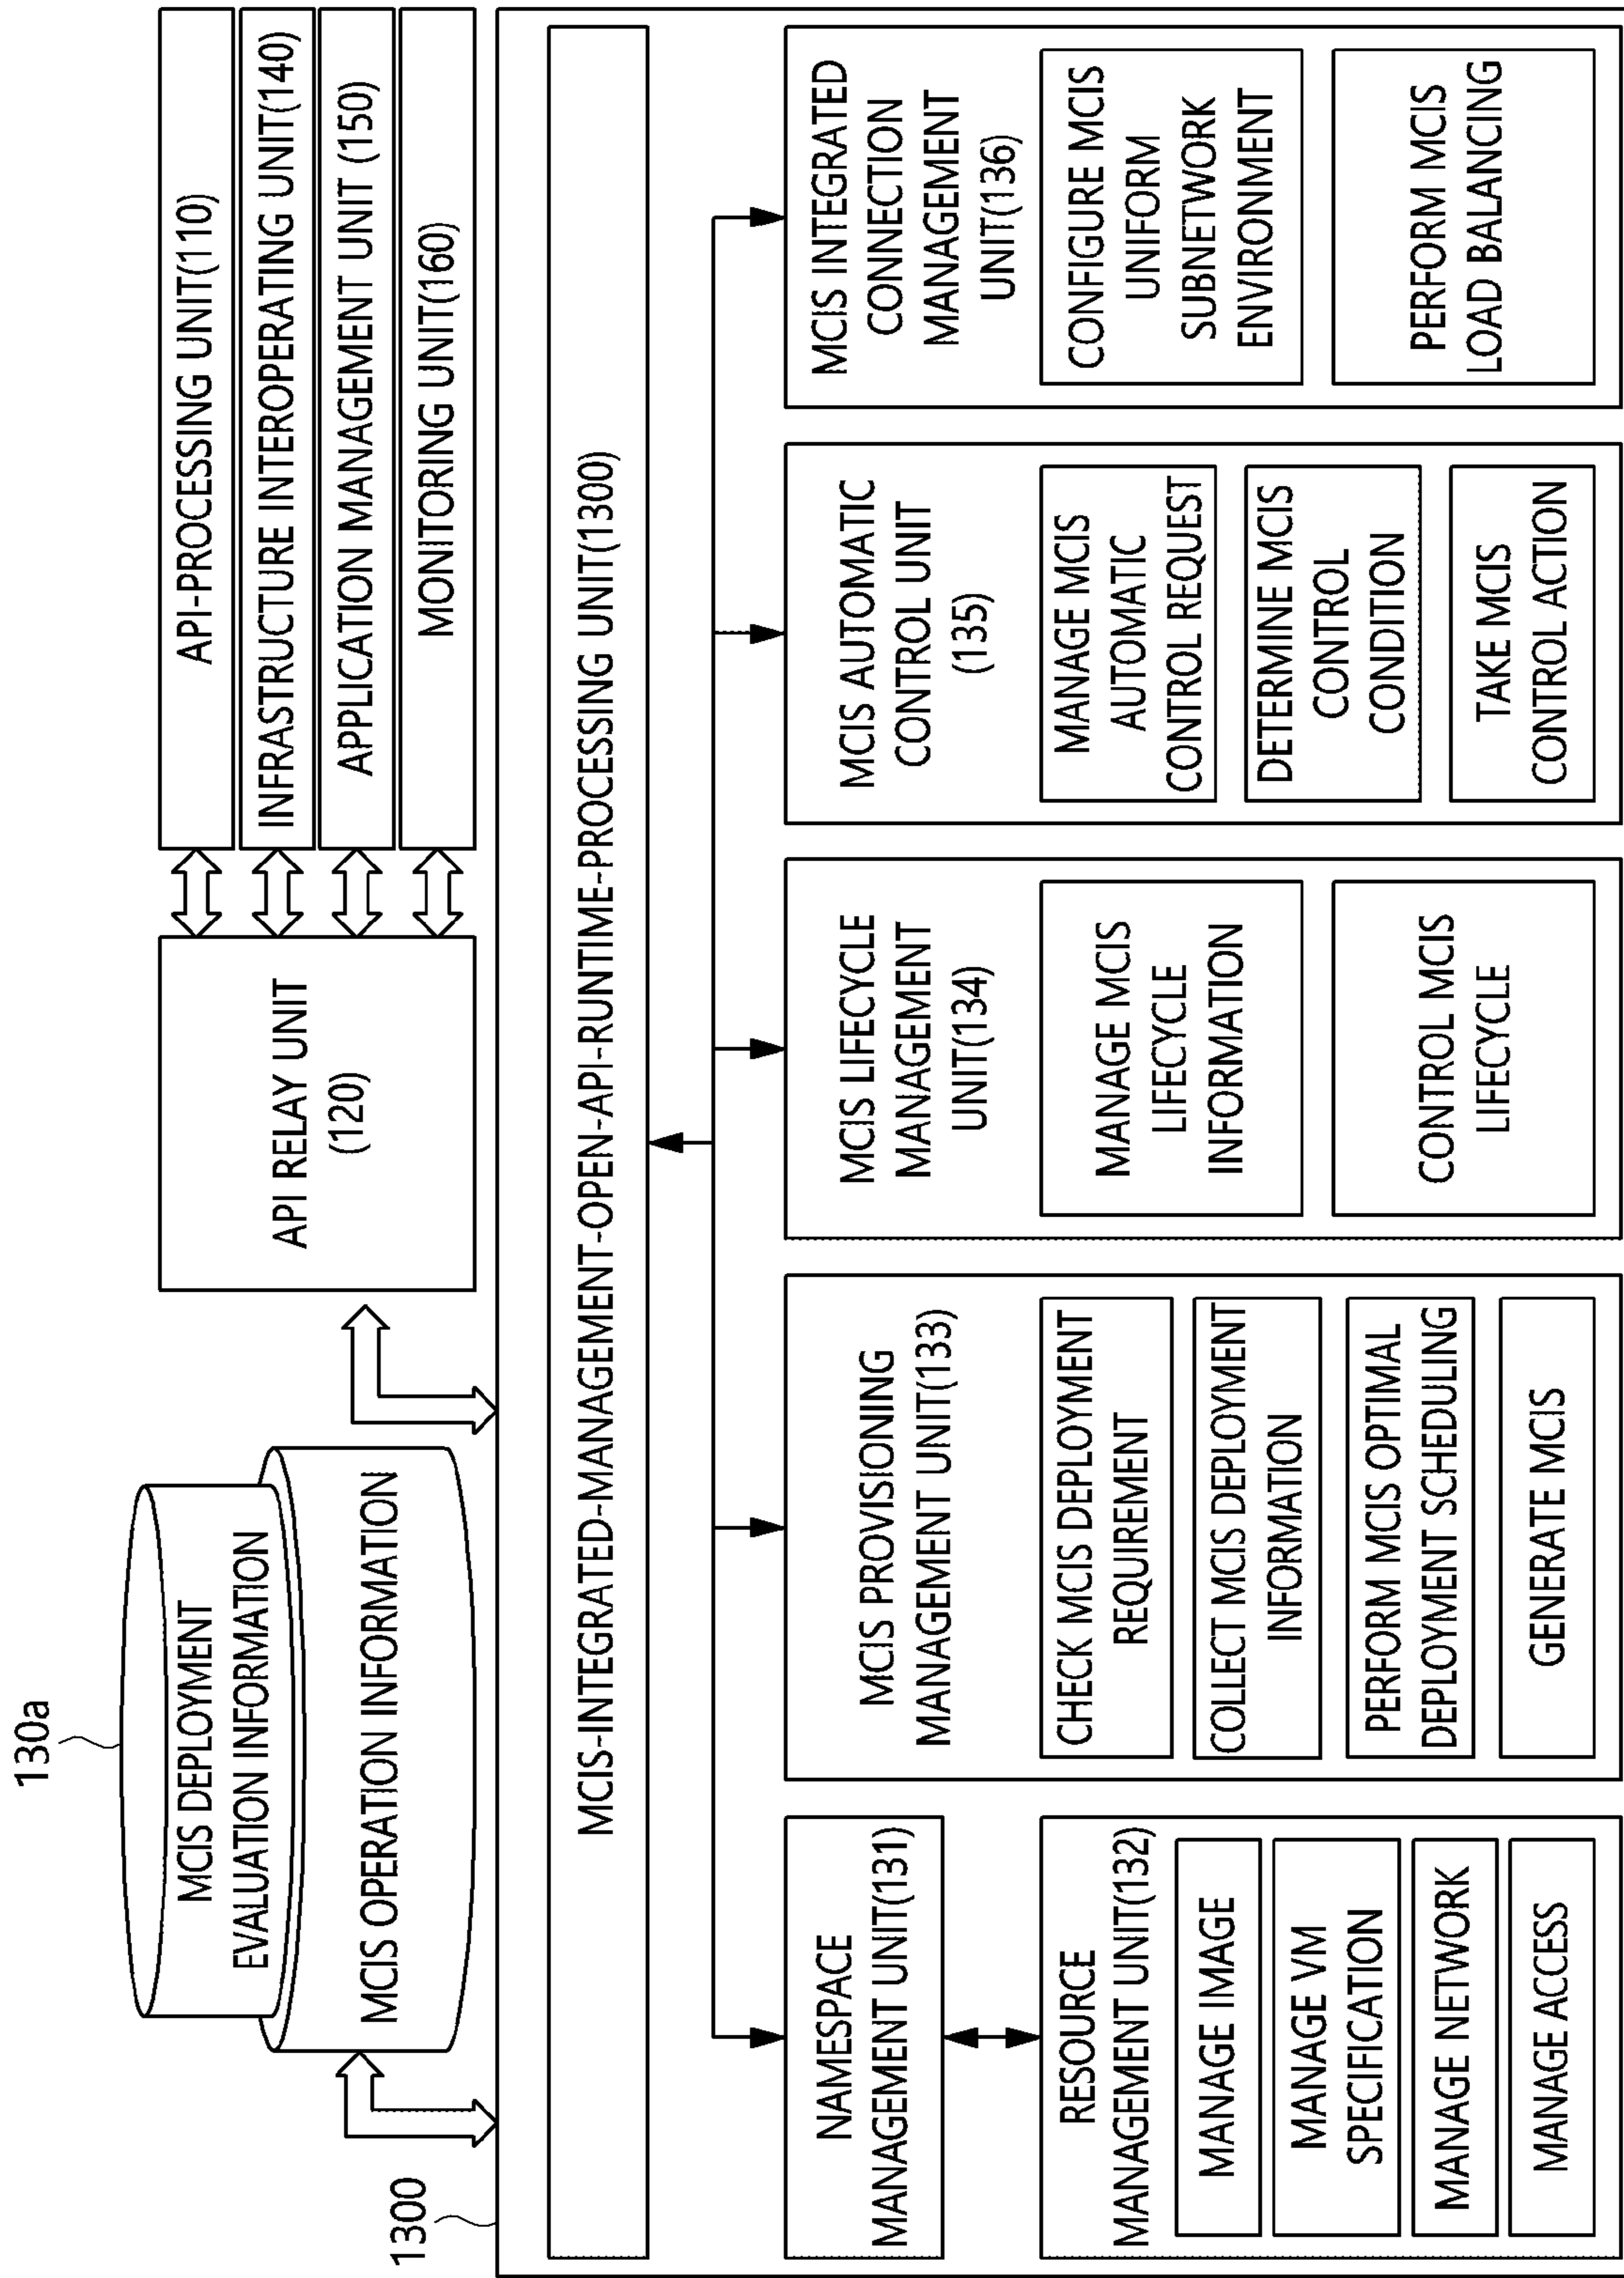 130a
MCIS DEPLOYMENT
EVALUATION INFORMATION
MCIS OPERATION INFORMATION
API RELAY UNIT
(120)
API-PROCESSING UNIT(110)
INFRASTRUCTURE INTEROPERATING UNIT(140)
APPLICATION MANAGEMENT UNIT (150)
MONITORING UNIT(160)
1300
MCIS-INTEGRATED-MANAGEMENT-OPEN-API-RUNTIME-PROCESSING UNIT(1300)
NAMESPACE
MANAGEMENT UNIT(131)
RESOURCE
MANAGEMENT UNIT(132)
MANAGE IMAGE
MANAGE VM
SPECIFICATION
MANAGE NETWORK
MANAGE ACCESS
MCIS PROVISIONING
MANAGEMENT UNIT(133)
CHECK MCIS DEPLOYMENT
REQUIREMENT
COLLECT MCIS DEPLOYMENT
INFORMATION
PERFORM MCIS OPTIMAL
DEPLOYMENT SCHEDULING
GENERATE MCIS
MCIS LIFECYCLE
MANAGEMENT
UNIT(134)
MANAGE MCIS
LIFECYCLE
INFORMATION
CONTROL MCIS
LIFECYCLE
MCIS AUTOMATIC
CONTROL UNIT
(135)
MANAGE MCIS
AUTOMATIC
CONTROL REQUEST
DETERMINE MCIS
CONTROL
CONDITION
TAKE MCIS
CONTROL ACTION
MCIS INTEGRATED
CONNECTION
MANAGEMENT
UNIT(136)
CONFIGURE MCIS
UNIFORM
SUBNETWORK
ENVIRONMENT
PERFORM MCIS
LOAD BALANCING